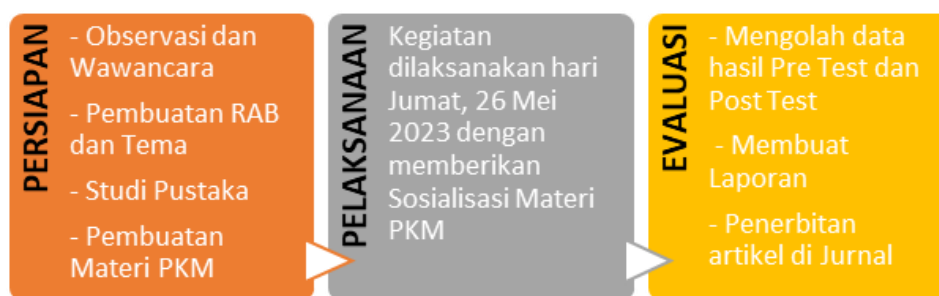 PERSIAPAN
- Observasi dan
Wawancara
- Pembuatan RAB
dan Tema
- Studi Pustaka
- Pembuatan
Materi PKM
PELAKSANAAN
Kegiatan
dilaksanakan hari
Jumat, 26 Mei
2023 dengan
memberikan
Sosialisasi Materi
PKM
EVALUASI
- Mengolah data
hasil Pre Test dan
Post Test
- Membuat
Laporan
- Penerbitan
artikel di Jurnal